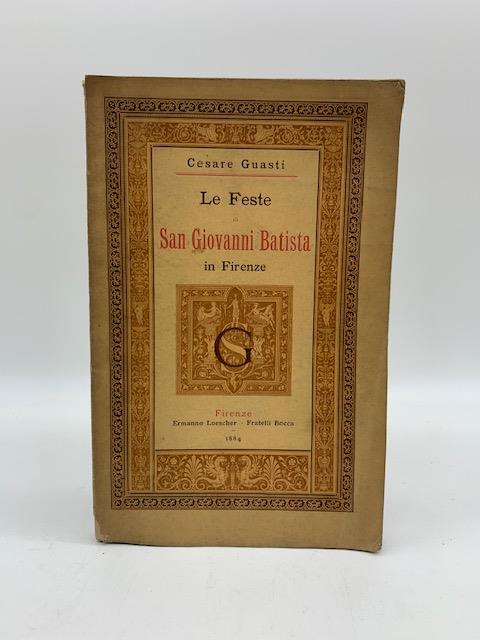 Cesare Guasti
Le Feste
di
San Giovanni Batista
in Firenze
G S
Firenze
Ermanno Loescher - Fratelli Bocca
1884